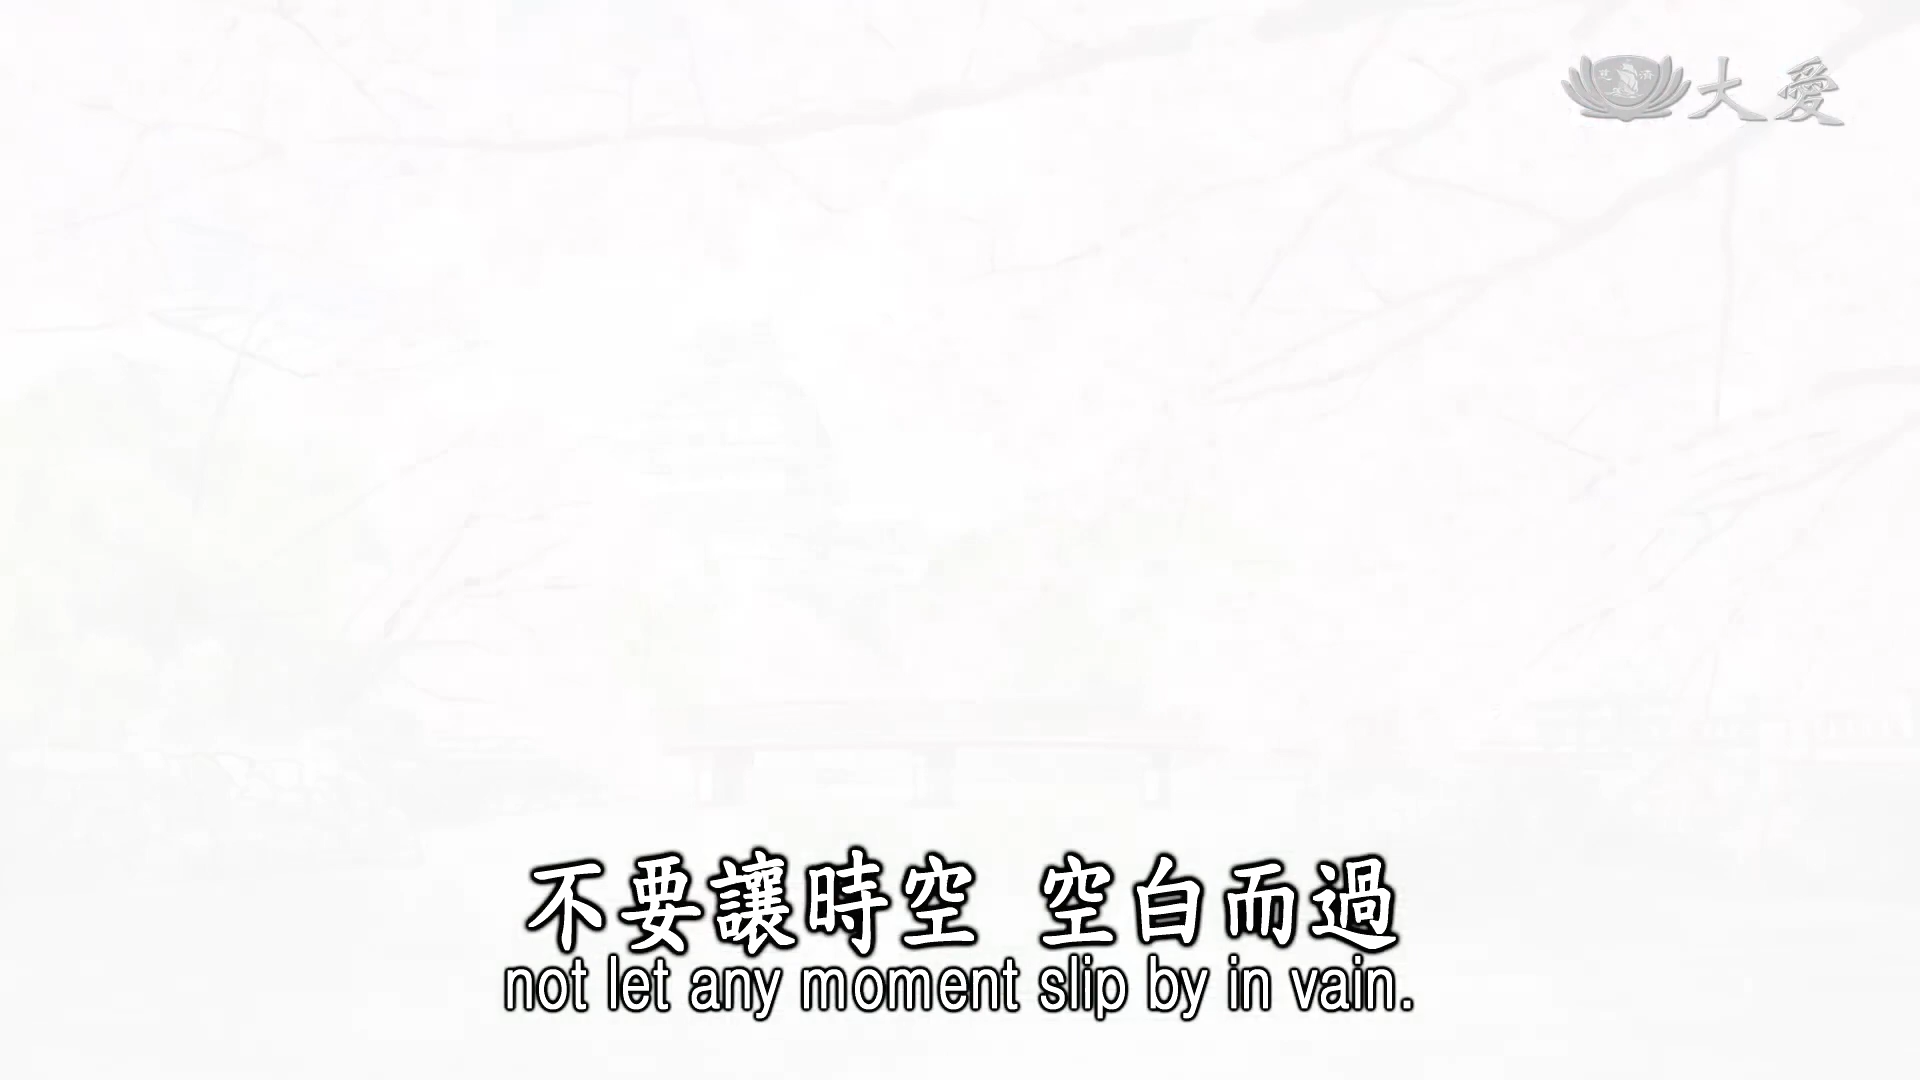 大愛
不要讓時空 空白而過
not let any moment slip by in vain.